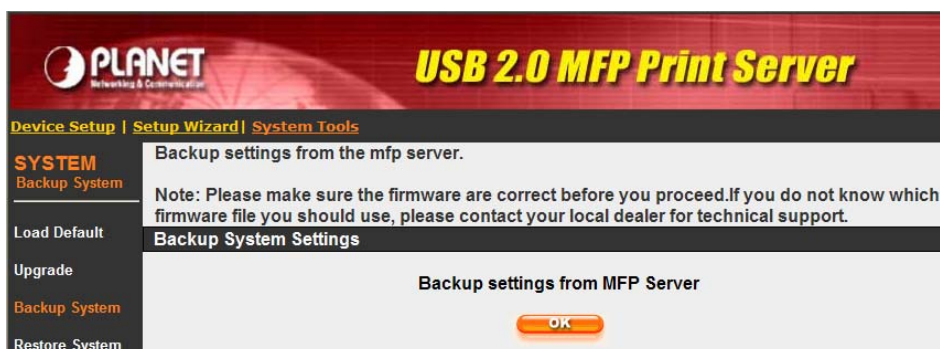 PLANET
Networking & Communication
USB 2.0 MFP Print Server
Device Setup | Setup Wizard | System Tools
SYSTEM
Backup System
Load Default
Upgrade
Backup System
Restore System
Backup settings from the mfp server.
Note: Please make sure the firmware are correct before you proceed.If you do not know which
firmware file you should use, please contact your local dealer for technical support.
Backup System Settings
Backup settings from MFP Server
OK